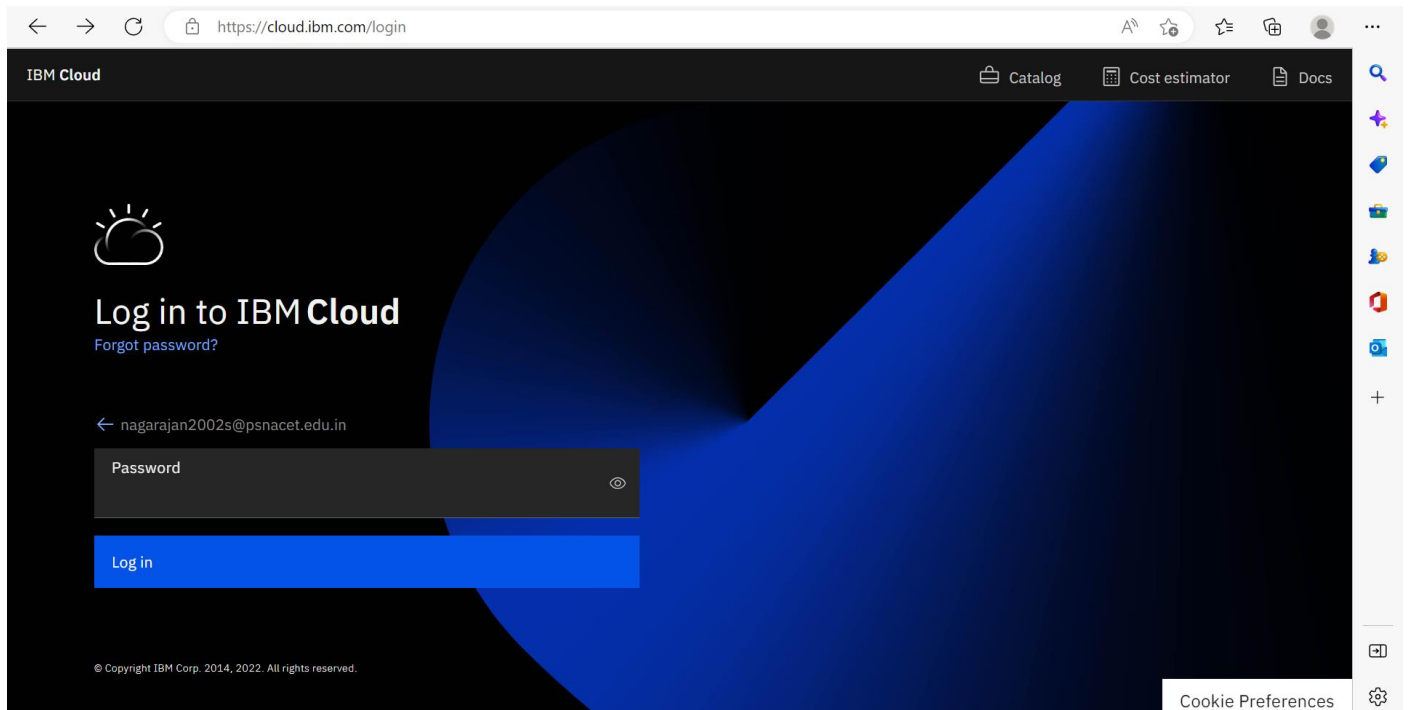 https://cloud.ibm.com/login
IBM Cloud
Catalog
Cost estimator
Docs
Log in to IBM Cloud
Forgot password?
nagarajan2002s@psnacet.edu.in
Password
Log in
© Copyright IBM Corp. 2014, 2022. All rights reserved.
Cookie Preferences